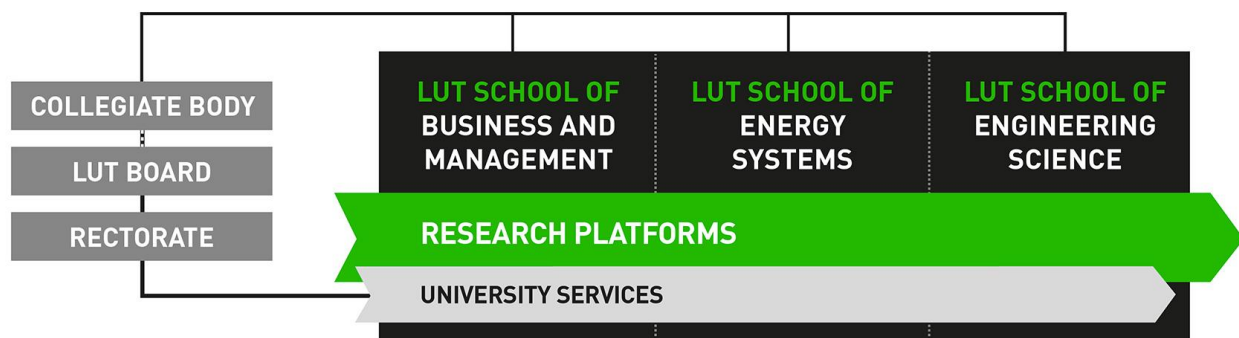 COLLEGIATE BODY
LUT BOARD
RECTORATE
LUT SCHOOL OF
BUSINESS AND
MANAGEMENT
LUT SCHOOL OF
ENERGY
SYSTEMS
LUT SCHOOL OF
ENGINEERING
SCIENCE
RESEARCH PLATFORMS
UNIVERSITY SERVICES